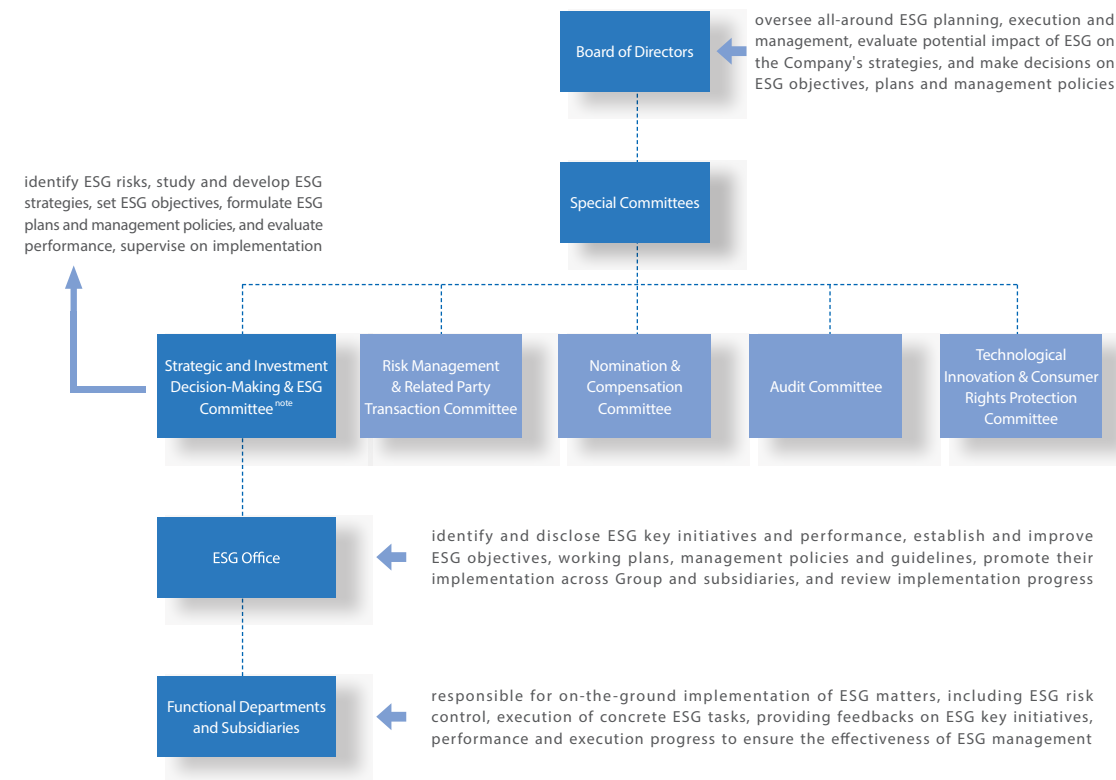 oversee all-around ESG planning, execution and
management, evaluate potential impact of ESG on
the Company's strategies, and make decisions on
ESG objectives, plans and management policies
Board of Directors
identify ESG risks, study and develop ESG
strategies, set ESG objectives, formulate ESG
plans and management policies, and evaluate
performance, supervise on implementation
Special Committees
Strategic and Investment
Decision-Making & ESG
Committee note
Risk Management
& Related Party
Transaction Committee
Nomination &
Compensation
Committee
Audit Committee
Technological
Innovation & Consumer
Rights Protection
Committee
ESG Office
identify and disclose ESG key initiatives and performance, establish and improve
ESG objectives, working plans, management policies and guidelines, promote their
implementation across Group and subsidiaries, and review implementation progress
Functional Departments
and Subsidiaries
responsible for on-the-ground implementation of ESG matters, including ESG risk
control, execution of concrete ESG tasks, providing feedbacks on ESG key initiatives,
performance and execution progress to ensure the effectiveness of ESG management